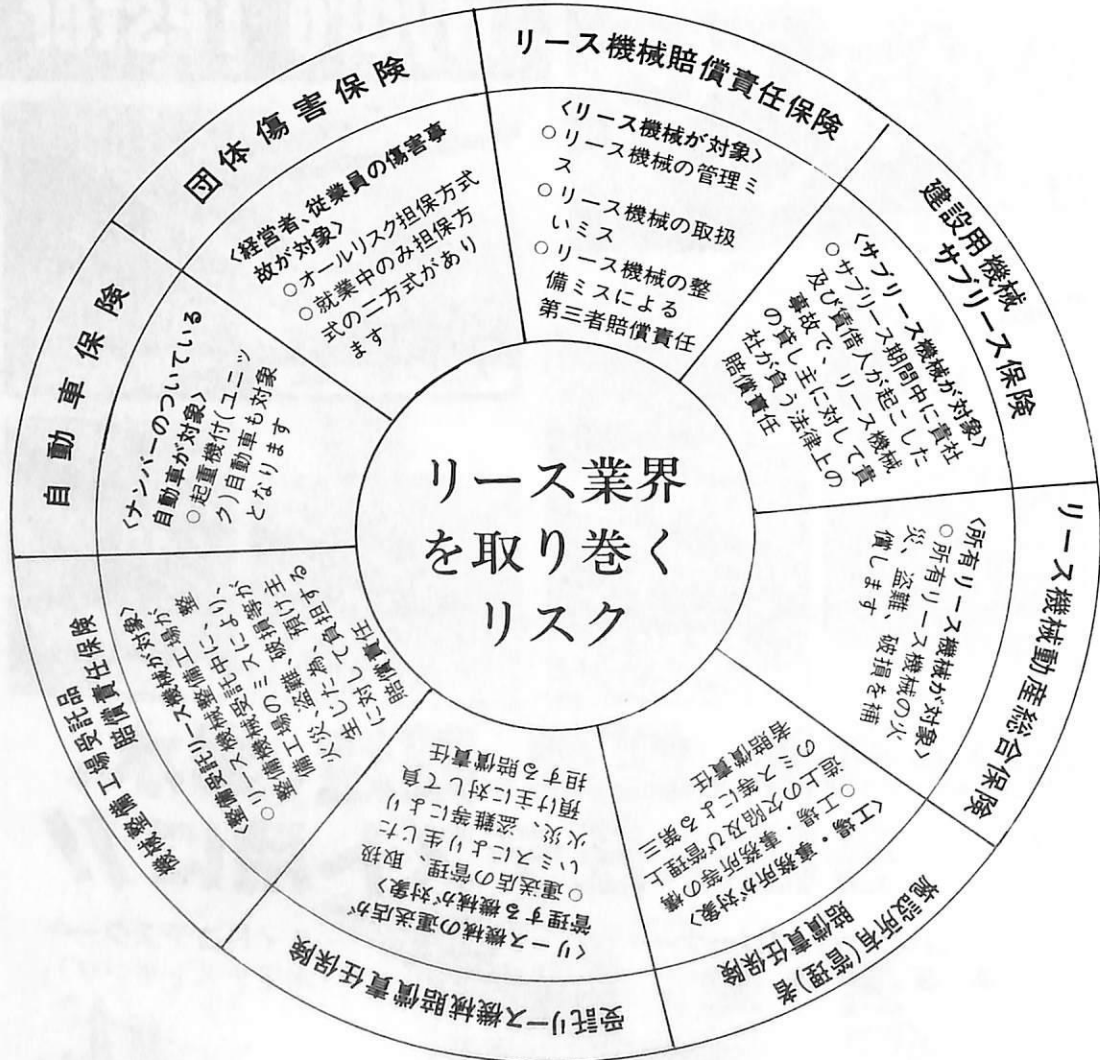 リース業界
を取り巻く
リスク
リース機械賠償責任保険
〈リース機械が対象〉
○リース機械の管理ミ
ス
○リース機械の取扱
いミス
○リース機械の整
備ミスによる
第三者賠償責任
建設用機械
サブリース保険
〈サブリース機械が対象〉
○サブリース期間中に貴社
及び賃借人が起こした
事故で、リース機械
の貸し主に対して貴
社が負う法律上の
賠償責任
リース機械動産総合保険
〈所有リース機械が対象〉
○所有リース機械の火
災、盗難、破損を補
償します
施設所有(管理)者
賠償責任保険
〈工場・事務所が対象〉
○工場・事務所等の構
造上の欠陥及び管理上
のミス等による第三
者賠償責任
受託リース機械賠償責任保険
〈リース機械の運送店が
管理する機械が対象〉
○運送店の管理、取扱
いミスにより生じた
火災、盗難等により
預け主に対して負
担する賠償責任
機械整備工場受託品
賠償責任保険
〈整備受託リース機械が対象〉
○リース機械整備工場が
整備機械受託中に、整
備工場のミスにより、
火災、盗難、破損等が
生じた為、預け主
に対して負担する
賠償責任
自動車保険
〈ナンバーのついている
自動車が対象〉
○起重機付(ユニッ
ク)自動車も対象
となります
団体傷害保険
〈経営者、従業員の傷害事
故が対象〉
○オールリスク担保方式
○就業中のみ担保方
式の二方式があり
ます